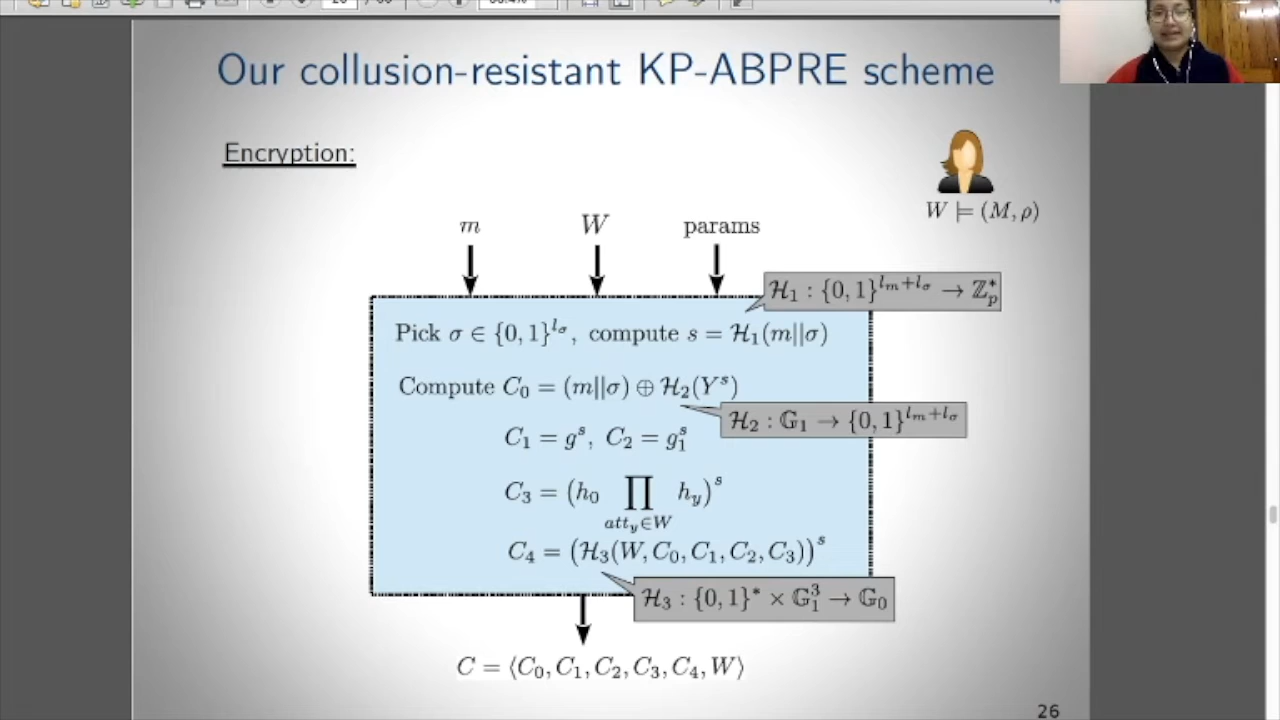 Our collusion-resistant KP-ABPRE scheme
Encryption:
W ⊨ (M, ρ)
m W params
ℋ₁ : {0, 1}^{l_m+l_σ} → ℤ*_p
Pick σ ∈ {0, 1}^{l_σ}, compute s = ℋ₁(m||σ)
Compute C₀ = (m||σ) ⊕ ℋ₂(Y^s)
ℋ₂ : 𝔾₁ → {0, 1}^{l_m+l_σ}
C₁ = g^s, C₂ = g₁^s
C₃ = (h₀ ∏_{att_y∈W} h_y)^s
C₄ = (ℋ₃(W, C₀, C₁, C₂, C₃))^s
ℋ₃ : {0, 1}* × 𝔾₁³ → 𝔾₀
C = ⟨C₀, C₁, C₂, C₃, C₄, W⟩
26